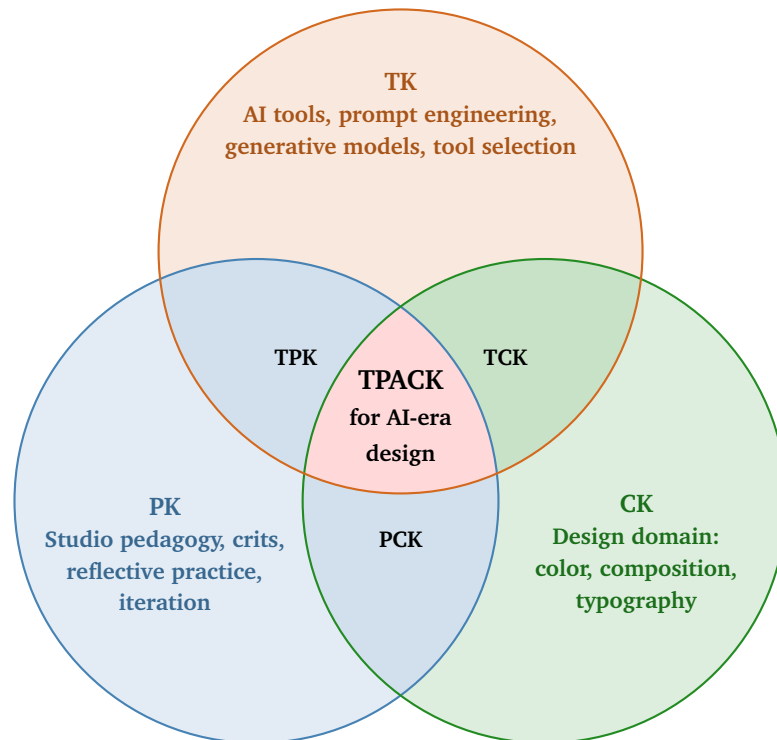 TK
AI tools, prompt engineering,
generative models, tool selection
TPK
TCK
TPACK
for AI-era
design
PK
Studio pedagogy, crits,
reflective practice,
iteration
PCK
CK
Design domain:
color, composition,
typography